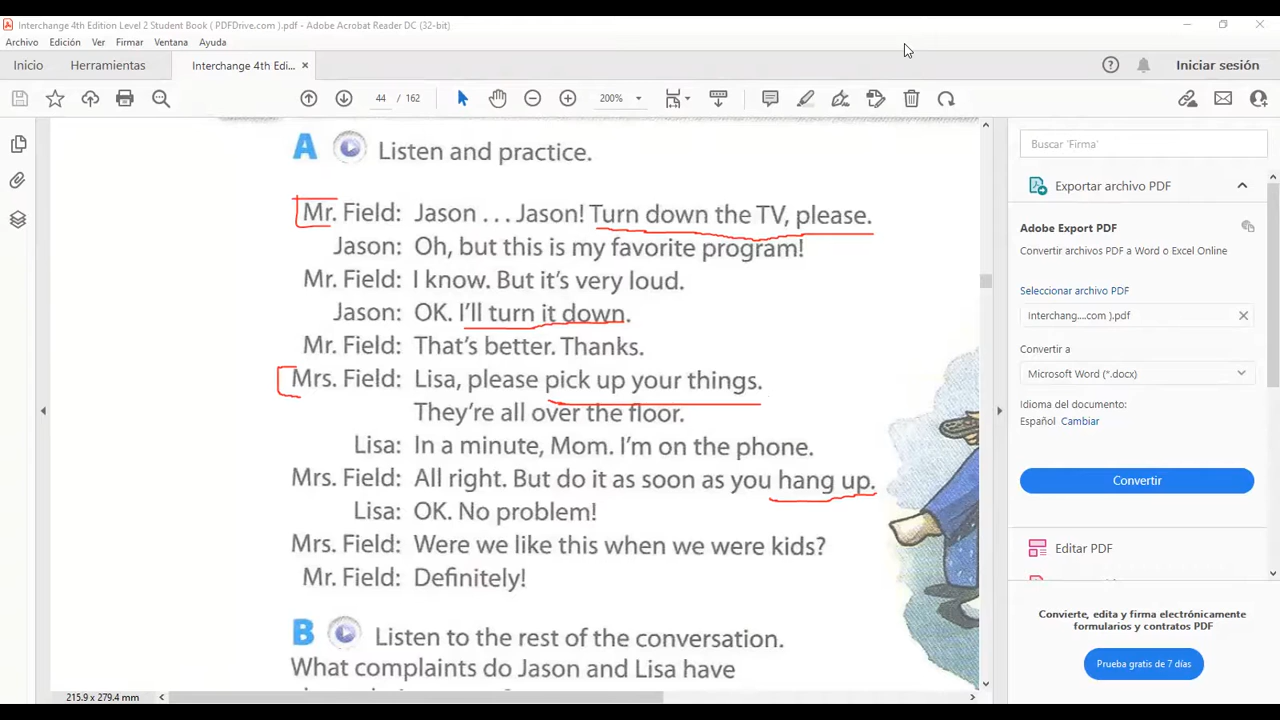 Interchange 4th Edition Level 2 Student Book ( PDFDrive.com ).pdf - Adobe Acrobat Reader DC (32-bit)
Archivo Edición Ver Firmar Ventana Ayuda
Inicio Herramientas Interchange 4th Edi... × Iniciar sesión
44 / 162 200%
A Listen and practice.
Mr. Field: Jason . . . Jason! Turn down the TV, please.
Jason: Oh, but this is my favorite program!
Mr. Field: I know. But it's very loud.
Jason: OK. I'll turn it down.
Mr. Field: That's better. Thanks.
Mrs. Field: Lisa, please pick up your things.
They're all over the floor.
Lisa: In a minute, Mom. I'm on the phone.
Mrs. Field: All right. But do it as soon as you hang up.
Lisa: OK. No problem!
Mrs. Field: Were we like this when we were kids?
Mr. Field: Definitely!
B Listen to the rest of the conversation.
What complaints do Jason and Lisa have
215.9 x 279.4 mm
Buscar 'Firma'
Exportar archivo PDF
Adobe Export PDF
Convertir archivos PDF a Word o Excel Online
Seleccionar archivo PDF
Interchang....com ).pdf
Convertir a
Microsoft Word (*.docx)
Idioma del documento:
Español Cambiar
Convertir
Editar PDF
Convierte, edita y firma electrónicamente
formularios y contratos PDF
Prueba gratis de 7 días